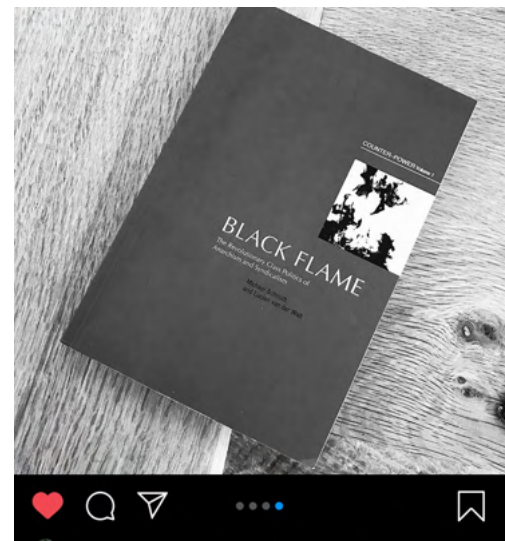 COUNTER-POWER Volume 1
BLACK FLAME
The Revolutionary Class Politics of
Anarchism and Syndicalism
Michael Schmidt
and Lucien van der Walt